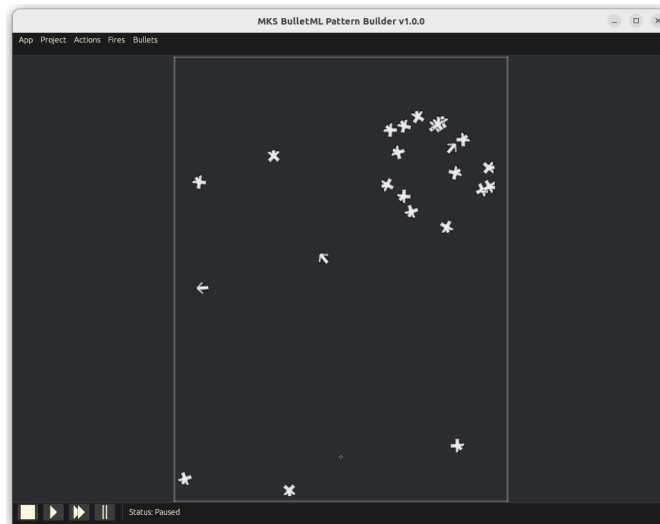 MKS BulletML Pattern Builder v1.0.0
App Project Actions Fires Bullets
Status: Paused